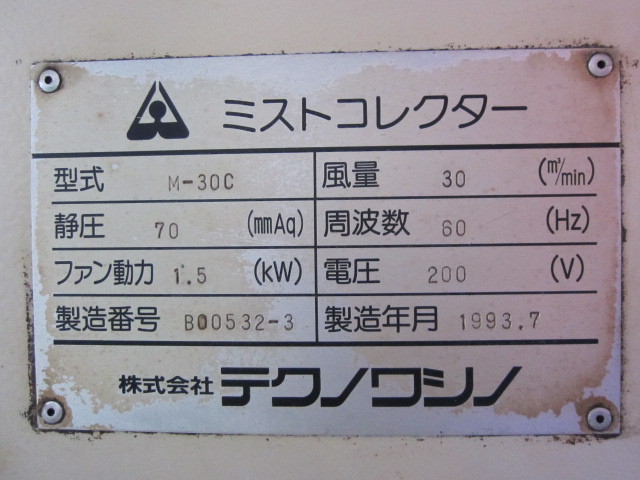 ミストコレクター
型式 M-30C 風量 30 (m³/min)
静圧 70 (mmAq) 周波数 60 (Hz)
ファン動力 1.5 (kW) 電圧 200 (V)
製造番号 B00532-3 製造年月 1993.7
株式会社 テクノワシノ